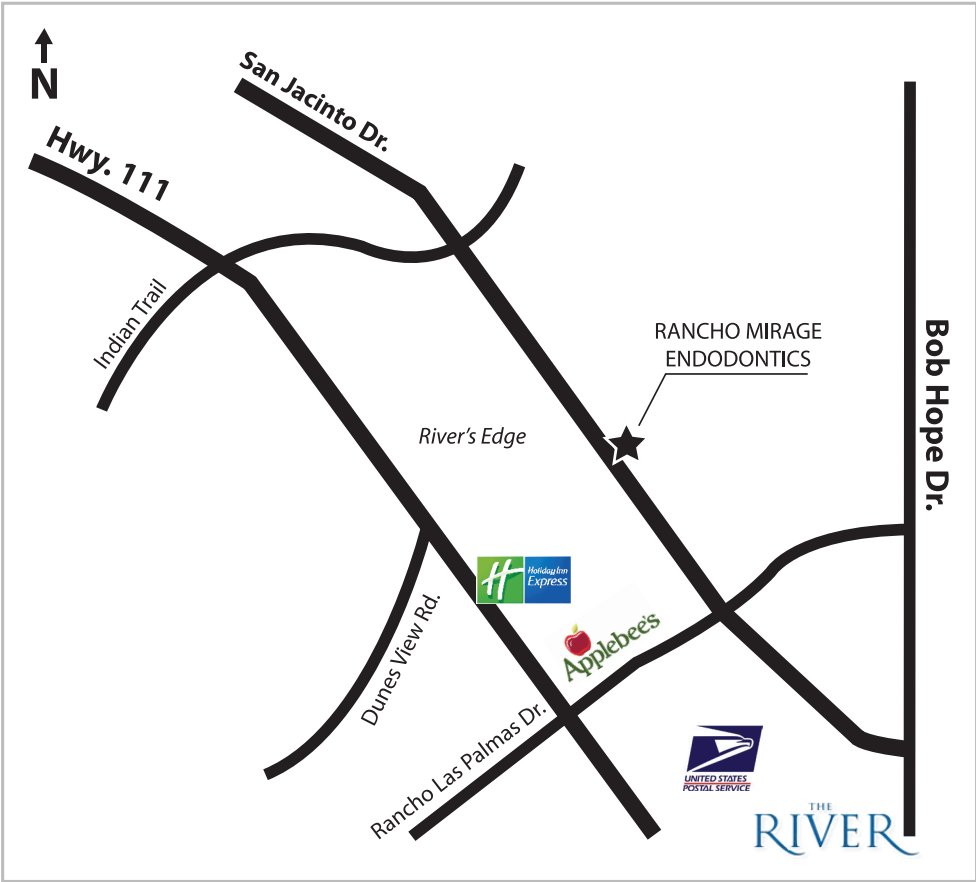 N
San Jacinto Dr.
Hwy. 111
Indian Trail
RANCHO MIRAGE
ENDODONTICS
Bob Hope Dr.
River's Edge
H
Holiday Inn
Express
Dunes View Rd.
Applebee's
Rancho Las Palmas Dr.
UNITED STATES
POSTAL SERVICE
THE
RIVER